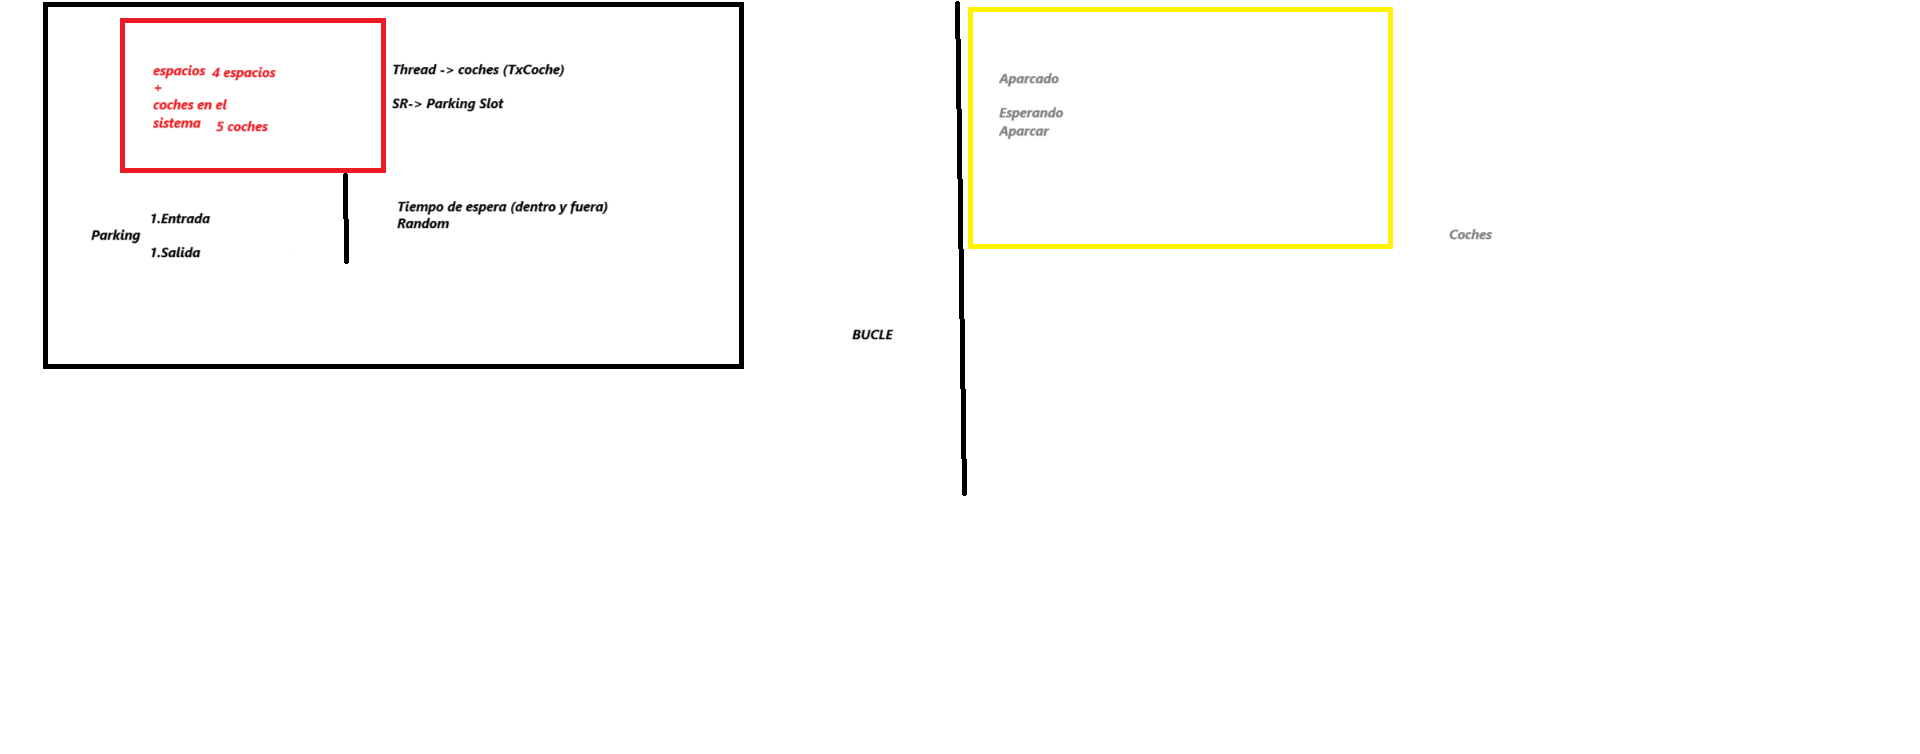 espacios 4 espacios
+
coches en el
sistema 5 coches
Thread -> coches (TxCoche)
SR-> Parking Slot
Tiempo de espera (dentro y fuera)
Random
1.Entrada
Parking
1.Salida
BUCLE
Aparcado
Esperando
Aparcar
Coches